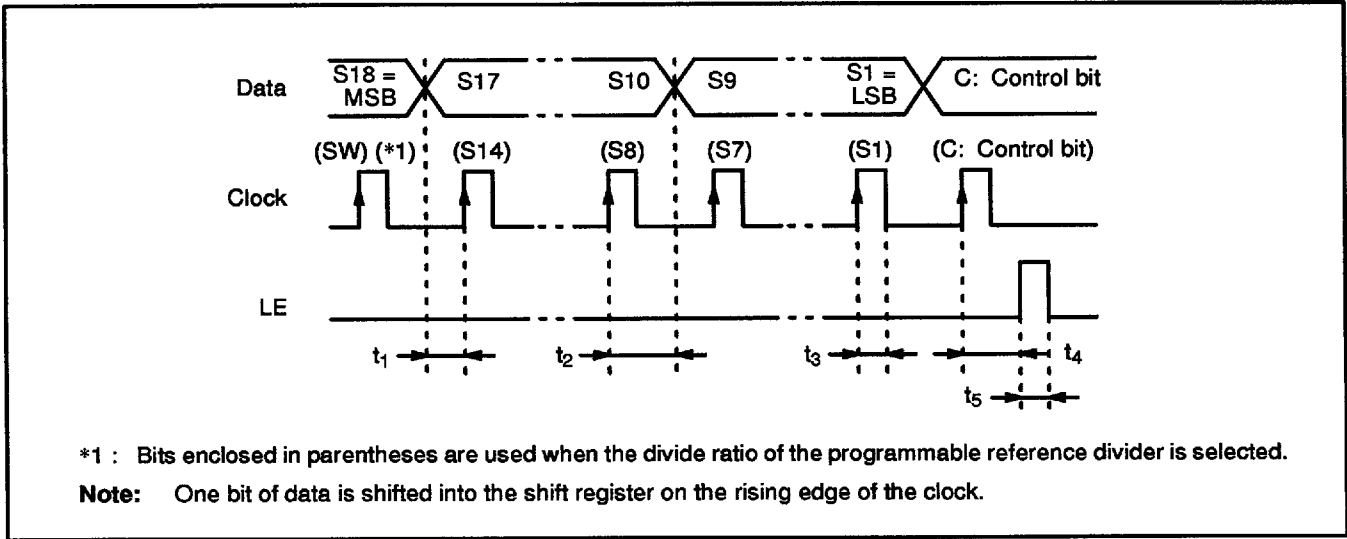 Data S18 = MSB S17 S10 S9 S1 = LSB C: Control bit
(SW) (*1) (S14) (S8) (S7) (S1) (C: Control bit)
Clock
LE
t1 t2 t3 t4
t5
*1 : Bits enclosed in parentheses are used when the divide ratio of the programmable reference divider is selected.
Note: One bit of data is shifted into the shift register on the rising edge of the clock.